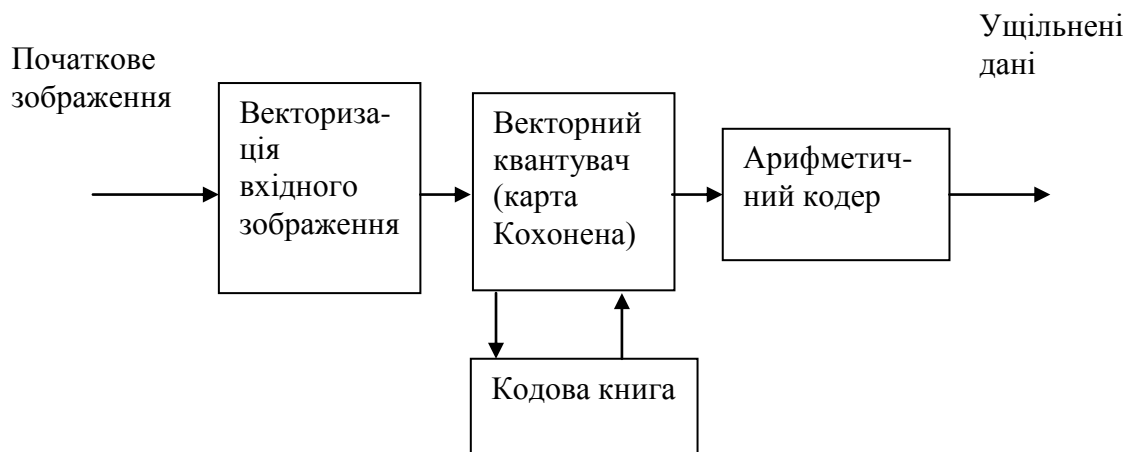 Початкове
зображення
Векториза-
ція
вхідного
зображення
Векторний
квантувач
(карта
Кохонена)
Кодова книга
Арифметич-
ний кодер
Ущільнені
дані